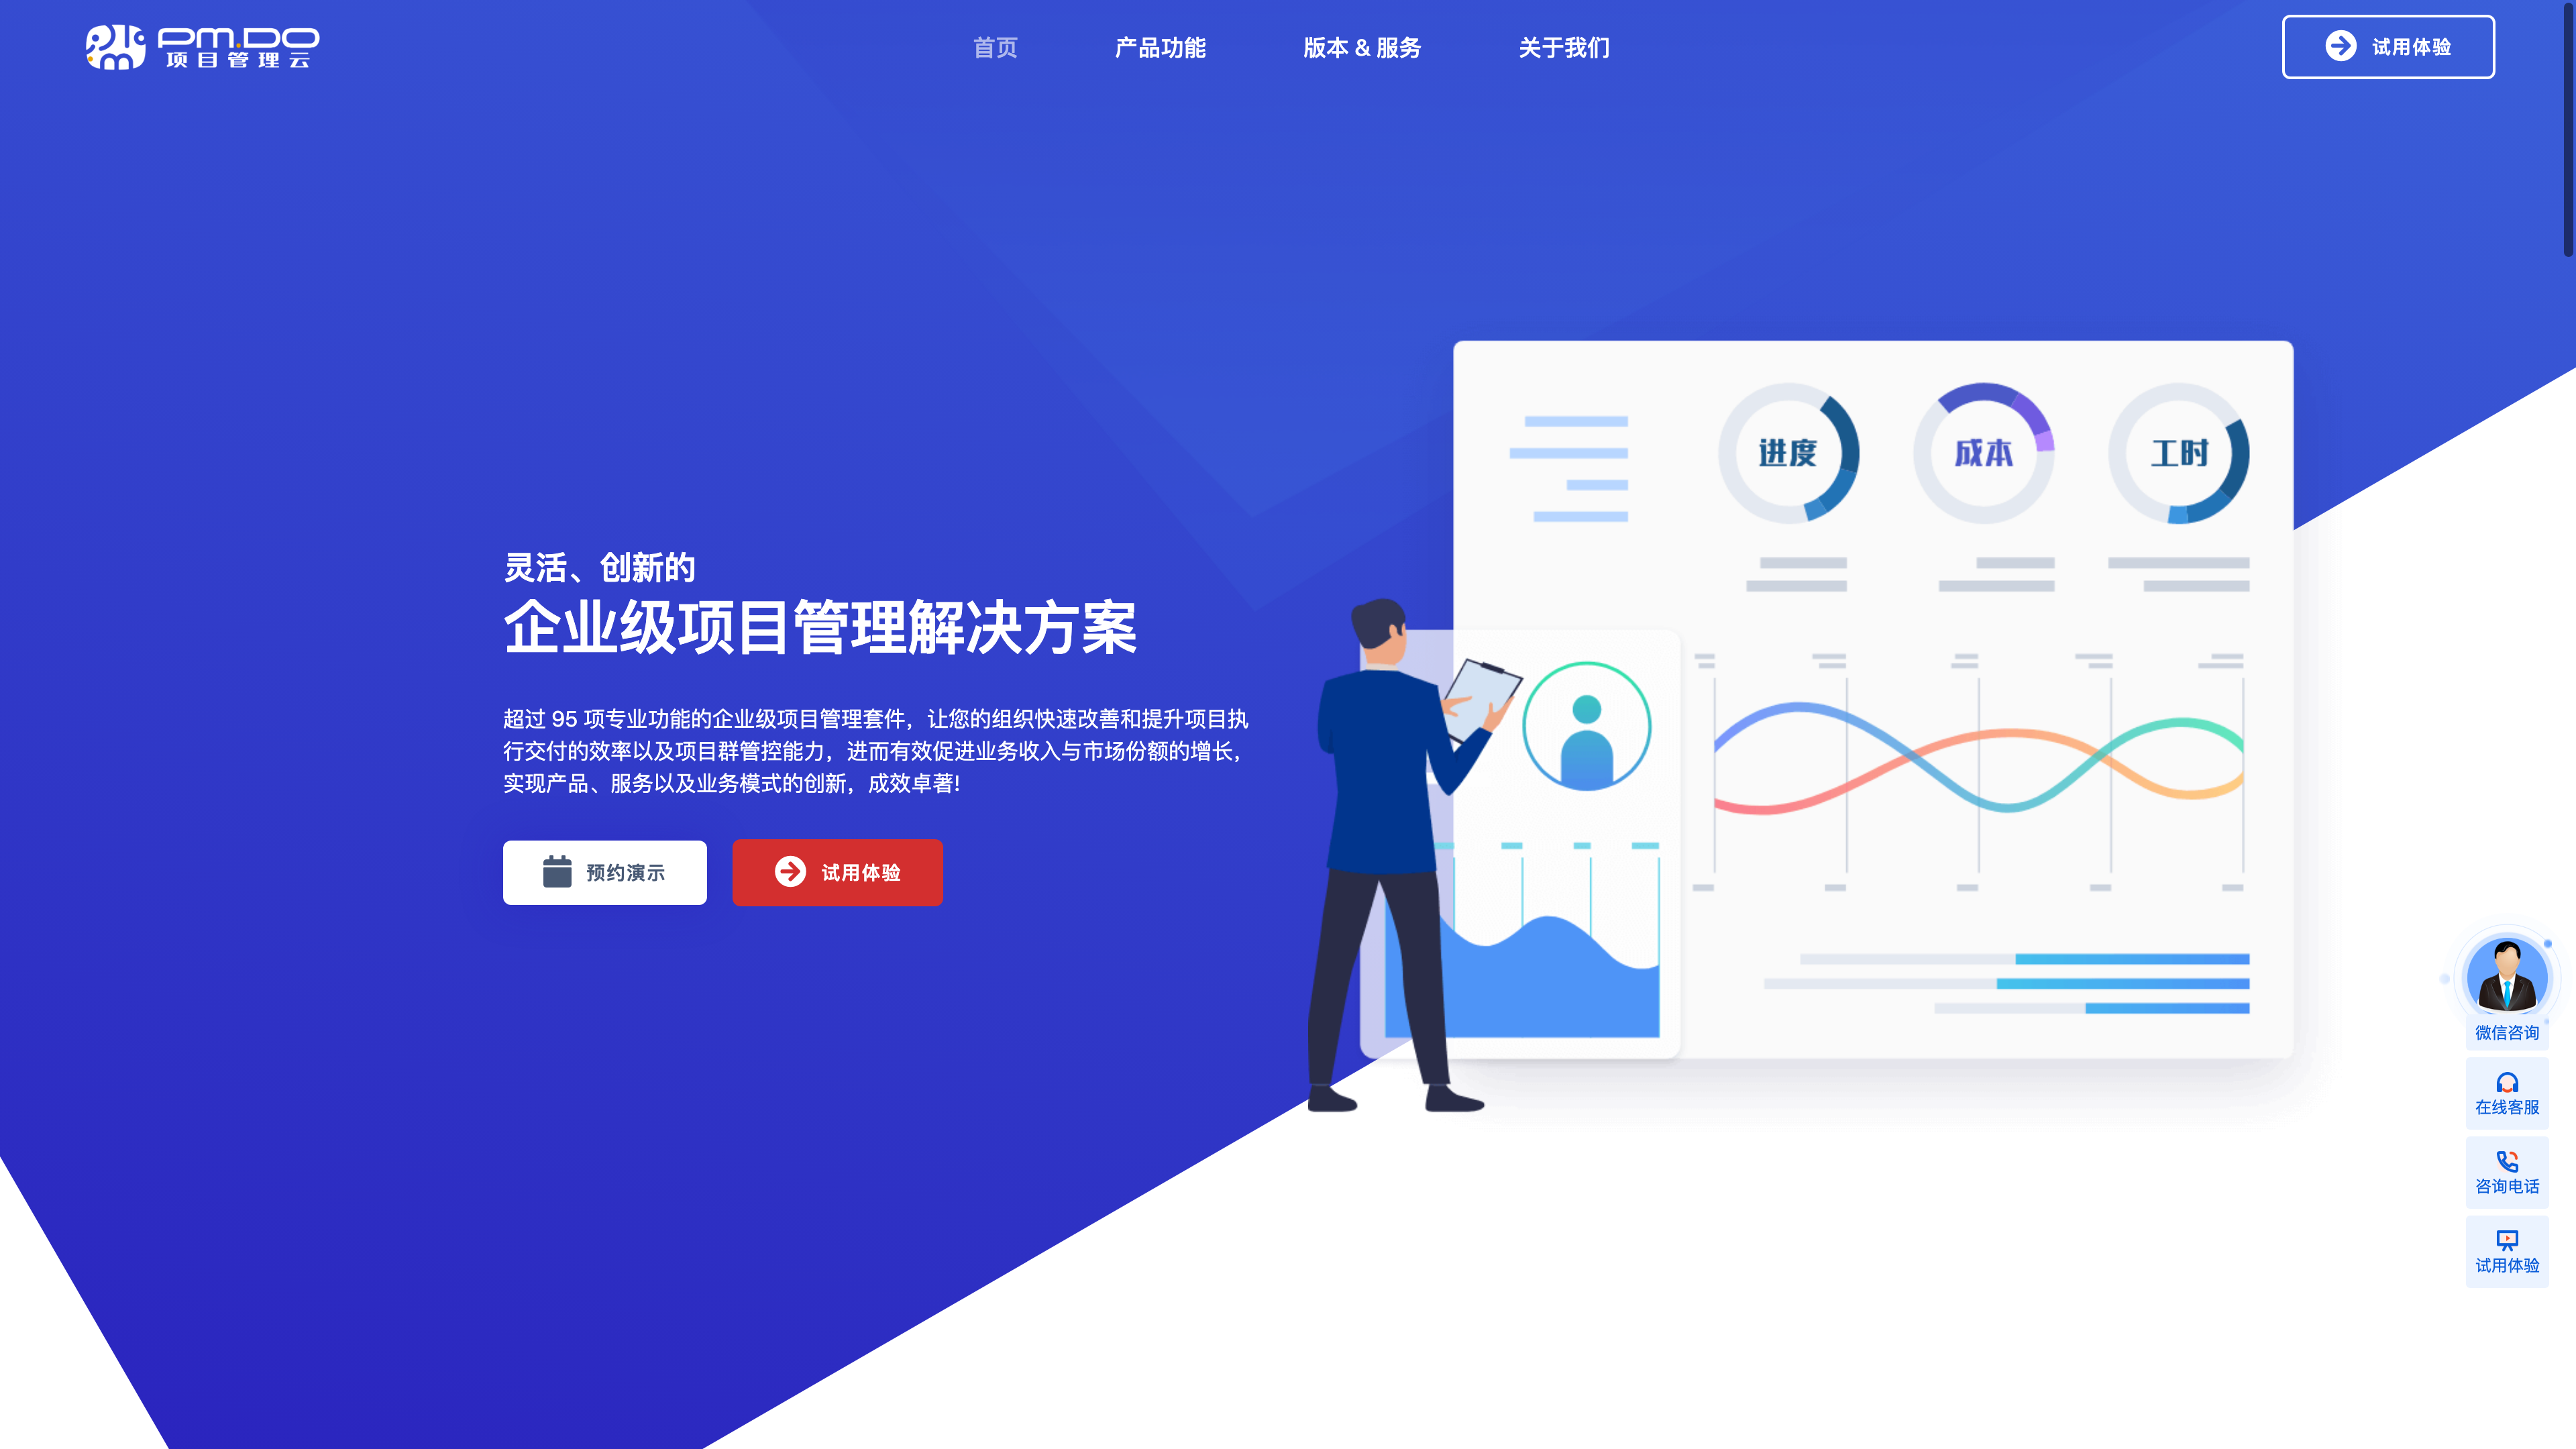 PM.DO
项目管理云
首页
产品功能
版本 & 服务
关于我们
试用体验
灵活、创新的
企业级项目管理解决方案
超过 95 项专业功能的企业级项目管理套件，让您的组织快速改善和提升项目执
行交付的效率以及项目群管控能力，进而有效促进业务收入与市场份额的增长，
实现产品、服务以及业务模式的创新，成效卓著!
预约演示
试用体验
进度
成本
工时
微信咨询
在线客服
咨询电话
试用体验